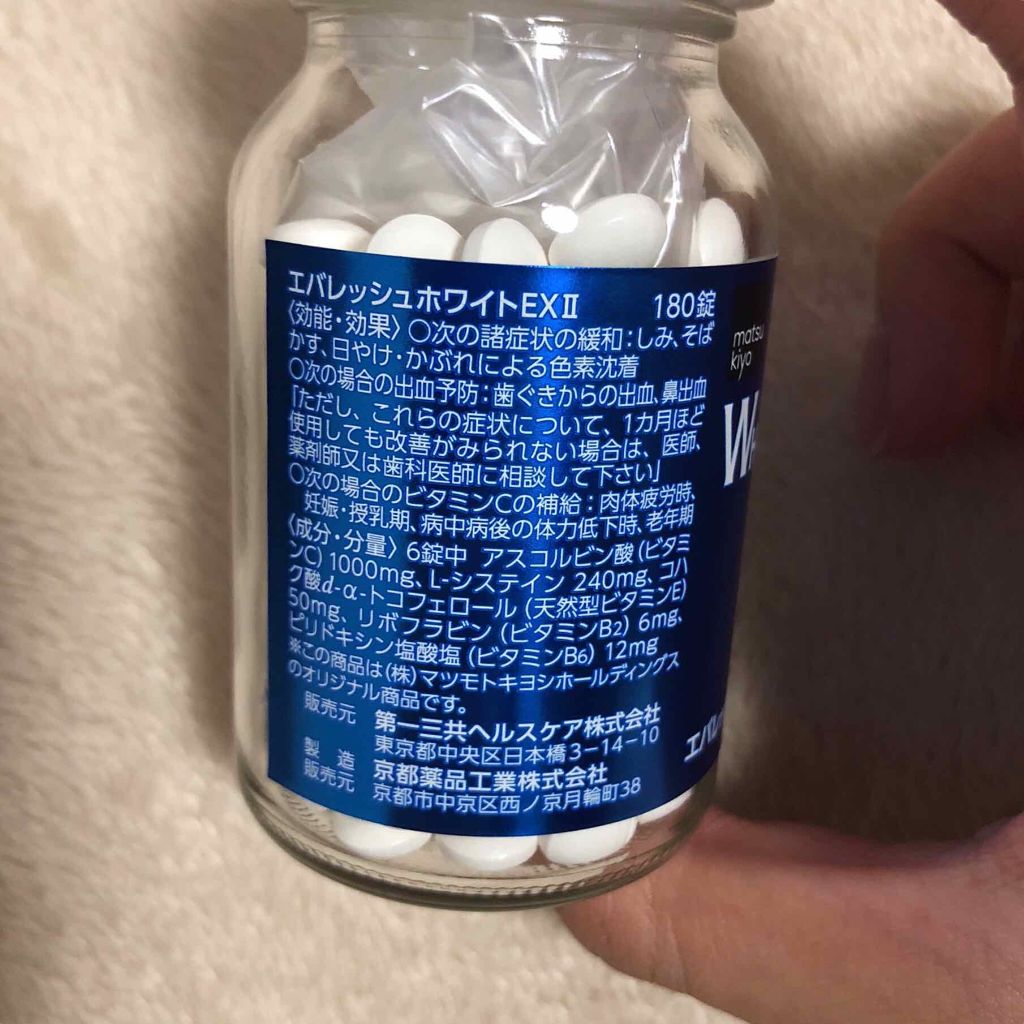 エバレッシュホワイトEXⅡ 180錠
〈効能・効果〉〇次の諸症状の緩和：しみ、そば
かす、日やけ・かぶれによる色素沈着
〇次の場合の出血予防：歯ぐきからの出血、鼻出血
「ただし、これらの症状について、1カ月ほど
使用しても改善がみられない場合は、医師、
薬剤師又は歯科医師に相談して下さい」
〇次の場合のビタミンCの補給：肉体疲労時、
妊娠・授乳期、病中病後の体力低下時、老年期
〈成分・分量〉6錠中 アスコルビン酸（ビタミ
ンC）1000mg、L-システイン 240mg、コハ
ク酸d-α-トコフェロール（天然型ビタミンE）
50mg、リボフラビン（ビタミンB2）6mg、
ピリドキシン塩酸塩（ビタミンB6）12mg
※この商品は（株）マツモトキヨシホールディングス
のオリジナル商品です。
販売元 第一三共ヘルスケア株式会社
東京都中央区日本橋3-14-10
製造
販売元 京都薬品工業株式会社
京都市中京区西ノ京月輪町38
matsu
kiyo
W
エバレ